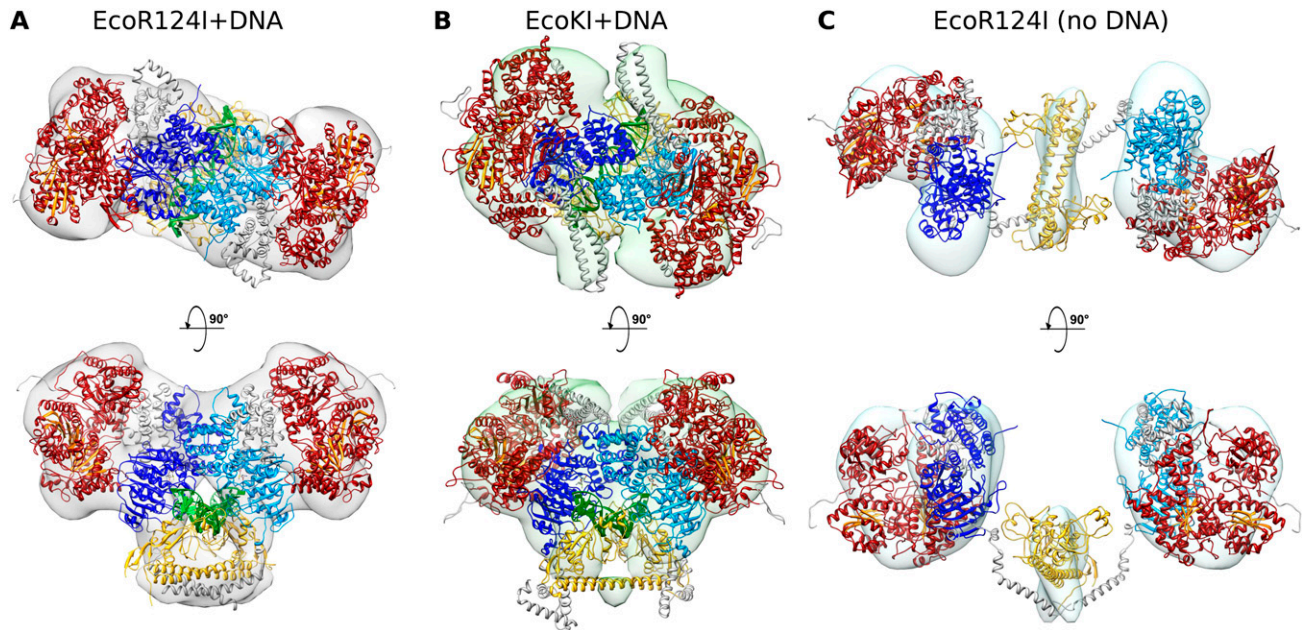 A EcoR124I+DNA
B EcoKI+DNA
C EcoR124I (no DNA)
90°
90°
90°